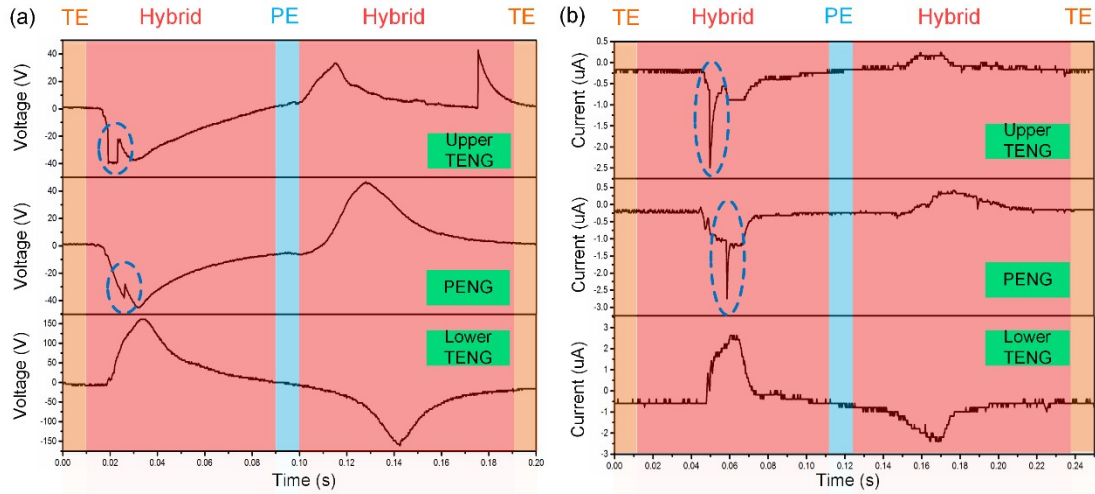 (a)
TE Hybrid PE Hybrid TE
Voltage (V)
40
20
0
-20
-40
Upper
TENG
Voltage (V)
40
20
0
-20
-40
PENG
Voltage (V)
150
100
50
0
-50
-100
-150
Lower
TENG
0.00 0.02 0.04 0.06 0.08 0.10 0.12 0.14 0.16 0.18 0.20
Time (s)
(b)
TE Hybrid PE Hybrid TE
Current (uA)
0.5
0.0
-0.5
-1.0
-1.5
-2.0
-2.5
Upper
TENG
Current (uA)
0.5
0.0
-0.5
-1.0
-1.5
-2.0
-2.5
-3.0
PENG
Current (uA)
3
2
1
0
-1
-2
-3
Lower
TENG
0.00 0.02 0.04 0.06 0.08 0.10 0.12 0.14 0.16 0.18 0.20 0.22 0.24
Time (s)